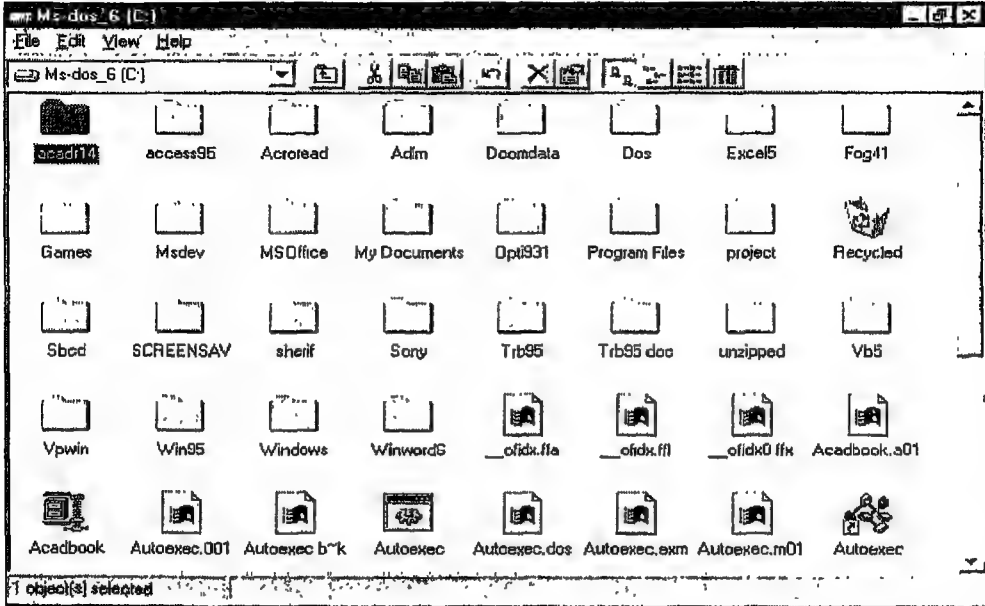 Ms-dos_6 (C:)
File Edit View Help
Ms-dos_6 (C:)
acadr14 access95 Acroread Adlm Doomdata Dos Excel5 Fog41
Games Msdev MSOffice My Documents Opti931 Program Files project Recycled
Sbcd SCREENSAV sherif Sony Trb95 Trb95 doc unzipped Vb5
Vpwin Win95 Windows Winword6 __ofidx.ffa __ofidx.ffl __ofidx0 ffx Acadbook.a01
Acadbook Autoexec.001 Autoexec b~k Autoexec Autoexec.dos Autoexec.exm Autoexec.m01 Autoexec
1 object(s) selected